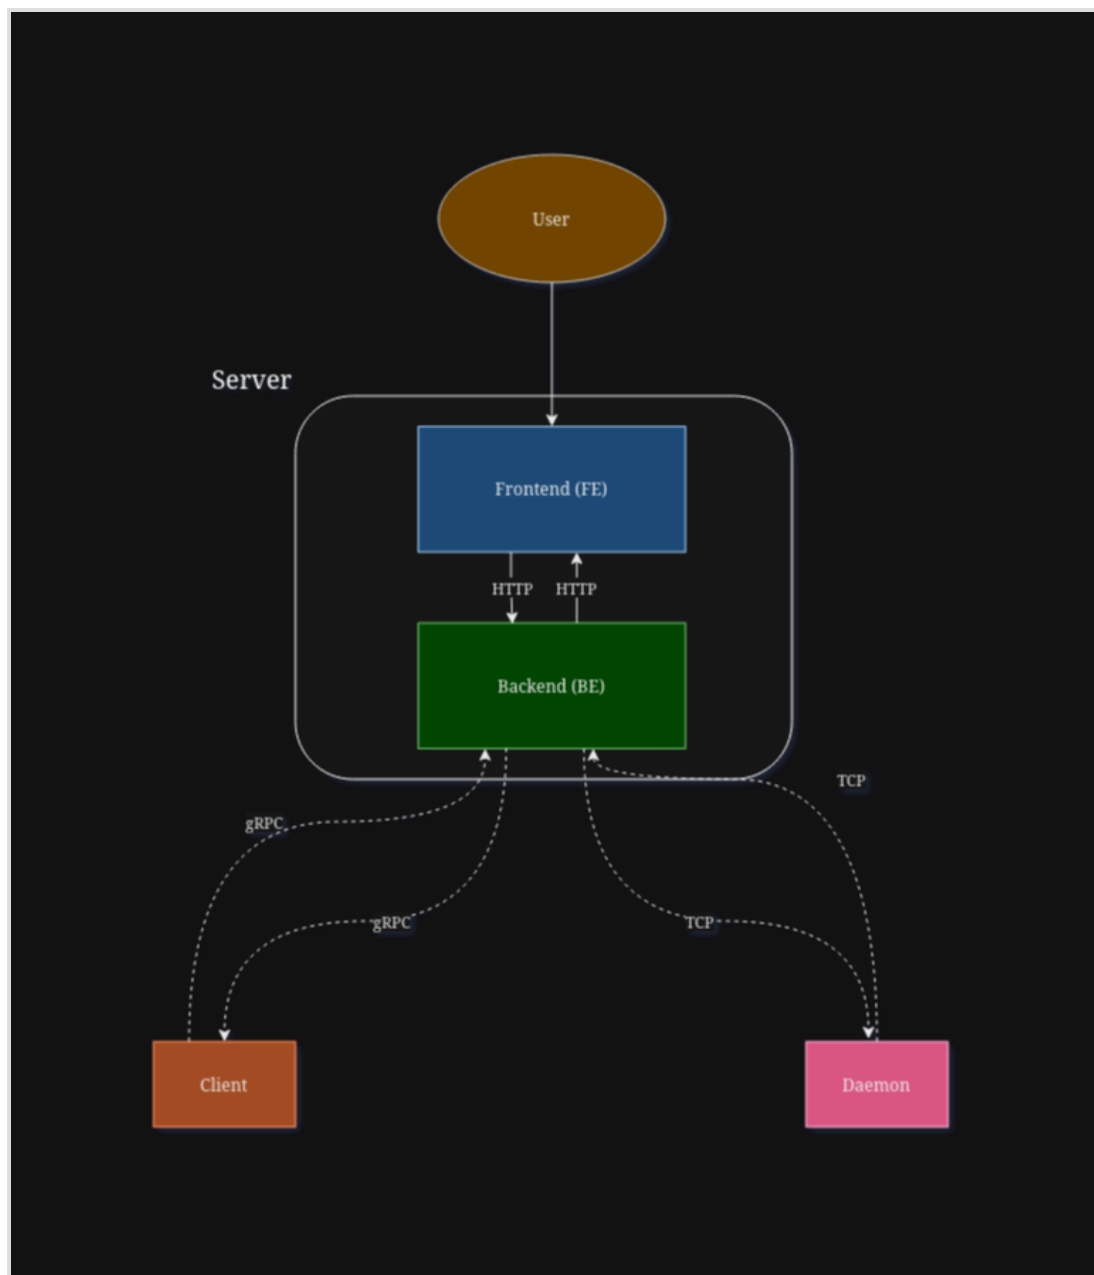 User
Server
Frontend (FE)
HTTP
HTTP
Backend (BE)
TCP
gRPC
gRPC
TCP
Client
Daemon